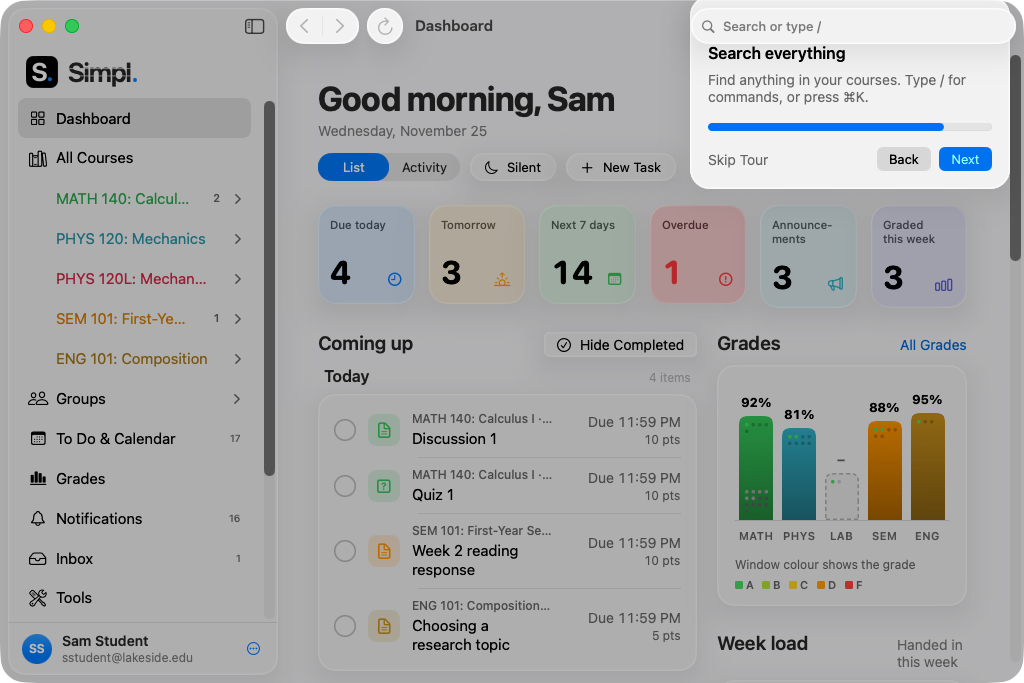 Simpl.
Dashboard
All Courses
MATH 140: Calcul... 2
PHYS 120: Mechanics
PHYS 120L: Mechan...
SEM 101: First-Ye... 1
ENG 101: Composition
Groups
To Do & Calendar 17
Grades
Notifications 16
Inbox 1
Tools
SS
Sam Student
sstudent@lakeside.edu
Dashboard
Search or type /
Search everything
Find anything in your courses. Type / for
commands, or press ⌘K.
Skip Tour
Back
Next
Good morning, Sam
Wednesday, November 25
List
Activity
Silent
New Task
Due today
4
Tomorrow
3
Next 7 days
14
Overdue
1
Announce-
ments
3
Graded
this week
3
Coming up
Hide Completed
Today
4 items
MATH 140: Calculus I ·...
Discussion 1
Due 11:59 PM
10 pts
MATH 140: Calculus I ·...
Quiz 1
Due 11:59 PM
10 pts
SEM 101: First-Year Se...
Week 2 reading
response
Due 11:59 PM
10 pts
ENG 101: Composition...
Choosing a
research topic
Due 11:59 PM
5 pts
Grades
All Grades
92% 81% – 88% 95%
MATH PHYS LAB SEM ENG
Window colour shows the grade
A B C D F
Week load
Handed in
this week